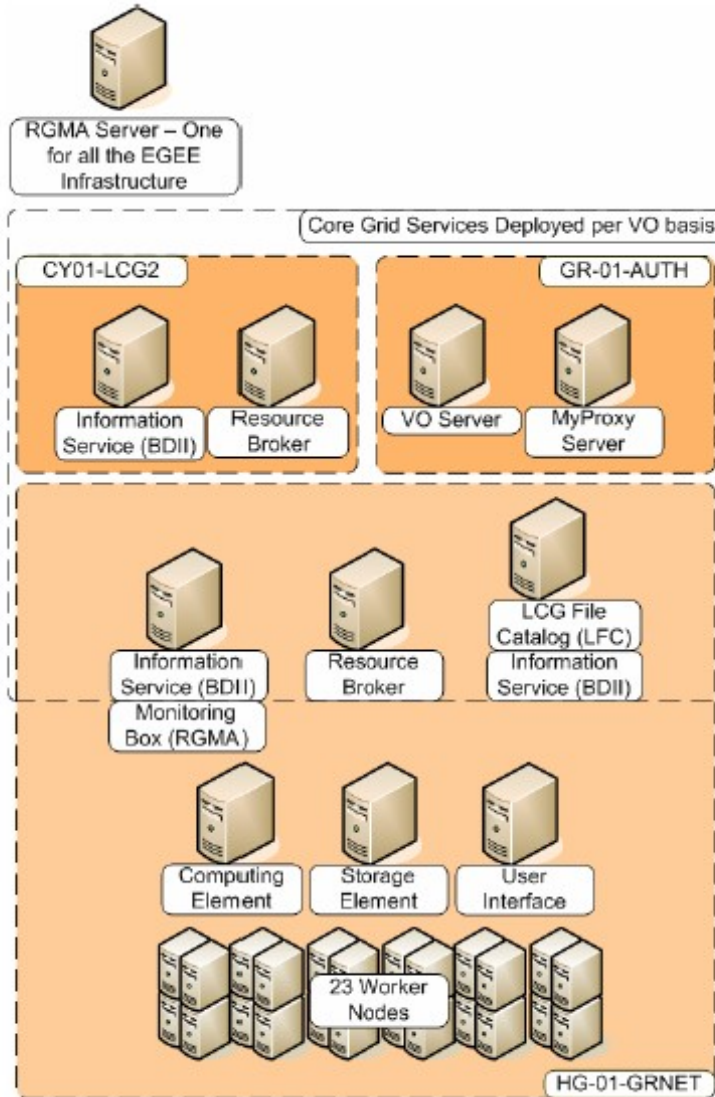 RGMA Server – One
for all the EGEE
Infrastructure
Core Grid Services Deployed per VO basis
CY01-LCG2
GR-01-AUTH
Information
Service (BDII)
Resource
Broker
VO Server
MyProxy
Server
Information
Service (BDII)
Monitoring
Box (RGMA)
Resource
Broker
LCG File
Catalog (LFC)
Information
Service (BDII)
Computing
Element
Storage
Element
User
Interface
23 Worker
Nodes
HG-01-GRNET